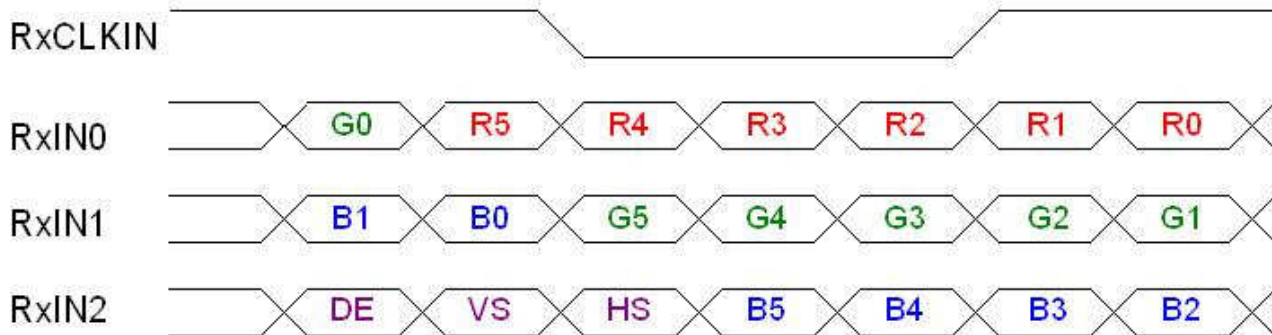 RxCLKIN
RxIN0 G0 R5 R4 R3 R2 R1 R0
RxIN1 B1 B0 G5 G4 G3 G2 G1
RxIN2 DE VS HS B5 B4 B3 B2